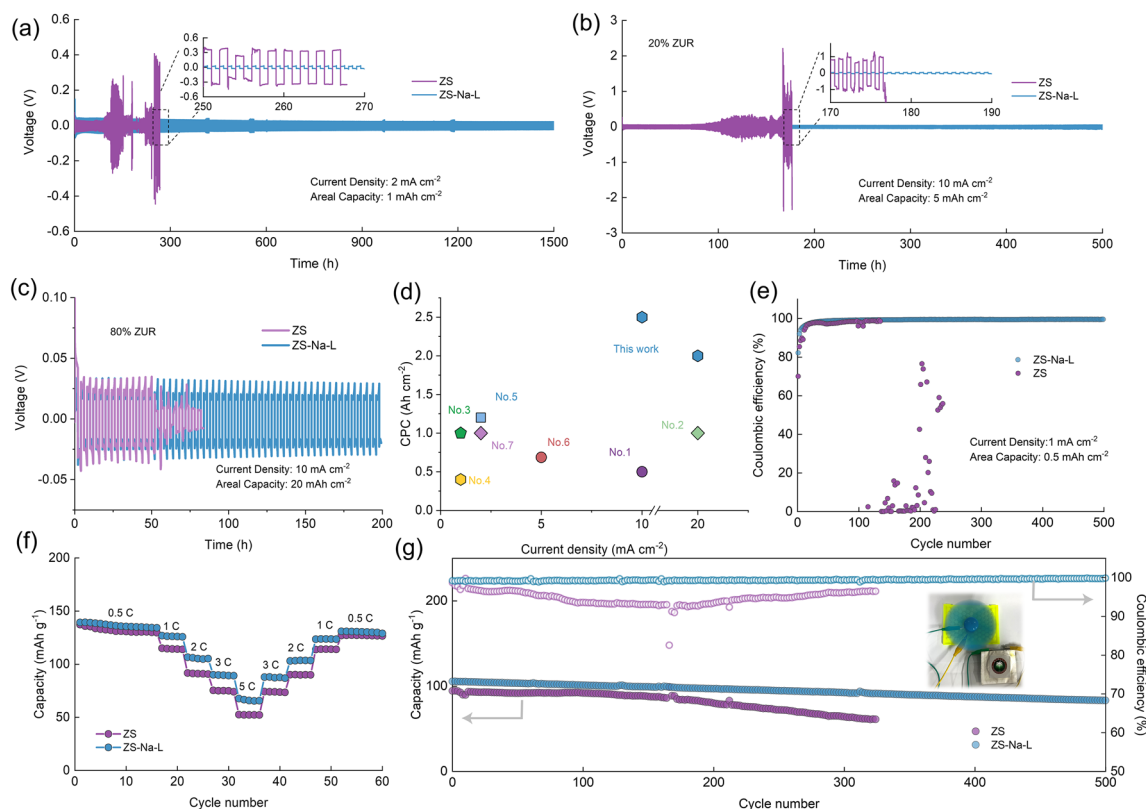 (a)
0.6
0.4
0.2
0.0
-0.2
-0.4
-0.6
Voltage (V)
0.6
0.3
0.0
-0.3
-0.6
250
260
270
ZS
ZS-Na-L
Current Density: 2 mA cm⁻²
Areal Capacity: 1 mAh cm⁻²
0
300
600
900
1200
1500
Time (h)
(b)
3
2
1
0
-1
-2
-3
Voltage (V)
20% ZUR
1
0
-1
170
180
190
ZS
ZS-Na-L
Current Density: 10 mA cm⁻²
Areal Capacity: 5 mAh cm⁻²
0
100
200
300
400
500
Time (h)
(c)
0.10
0.05
0.00
-0.05
Voltage (V)
80% ZUR
ZS
ZS-Na-L
Current Density: 10 mA cm⁻²
Areal Capacity: 20 mAh cm⁻²
0
50
100
150
200
Time (h)
(d)
2.5
2.0
1.5
1.0
0.5
0.0
CPC (Ah cm⁻²)
This work
No.5
No.3
No.7
No.6
No.2
No.1
No.4
5
10
20
Current density (mA cm⁻²)
(e)
100
80
60
40
20
0
Coulombic efficiency (%)
ZS-Na-L
ZS
Current Density:1 mA cm⁻²
Area Capacity: 0.5 mAh cm⁻²
0
100
200
300
400
500
Cycle number
(f)
200
150
100
50
0
Capacity (mAh g⁻¹)
0.5 C
1 C
2 C
3 C
5 C
3 C
2 C
1 C
0.5 C
ZS
ZS-Na-L
0
10
20
30
40
50
60
Cycle number
(g)
200
100
0
Capacity (mAh g⁻¹)
100
90
80
70
60
50
Coulombic efficiency
(%)
ZS
ZS-Na-L
0
100
200
300
400
500
Cycle number